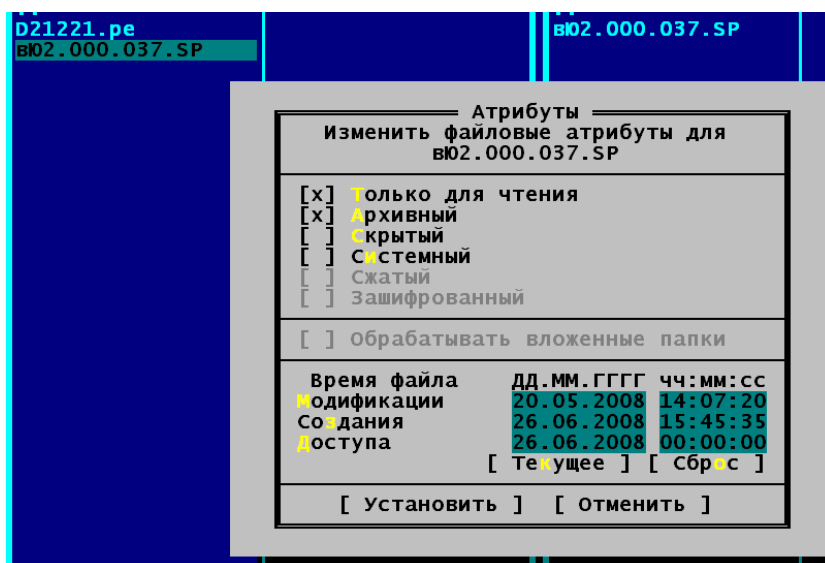 D21221.pe
вЮ2.000.037.SP
вЮ2.000.037.SP
Атрибуты
Изменить файловые атрибуты для
вЮ2.000.037.SP
[x] Только для чтения
[x] Архивный
[ ] Скрытый
[ ] Системный
[ ] Сжатый
[ ] Зашифрованный
[ ] Обрабатывать вложенные папки
Время файла ДД.ММ.ГГГГ чч:мм:сс
Модификации 20.05.2008 14:07:20
Создания 26.06.2008 15:45:35
Доступа 26.06.2008 00:00:00
[ Текущее ] [ Сброс ]
[ Установить ] [ Отменить ]